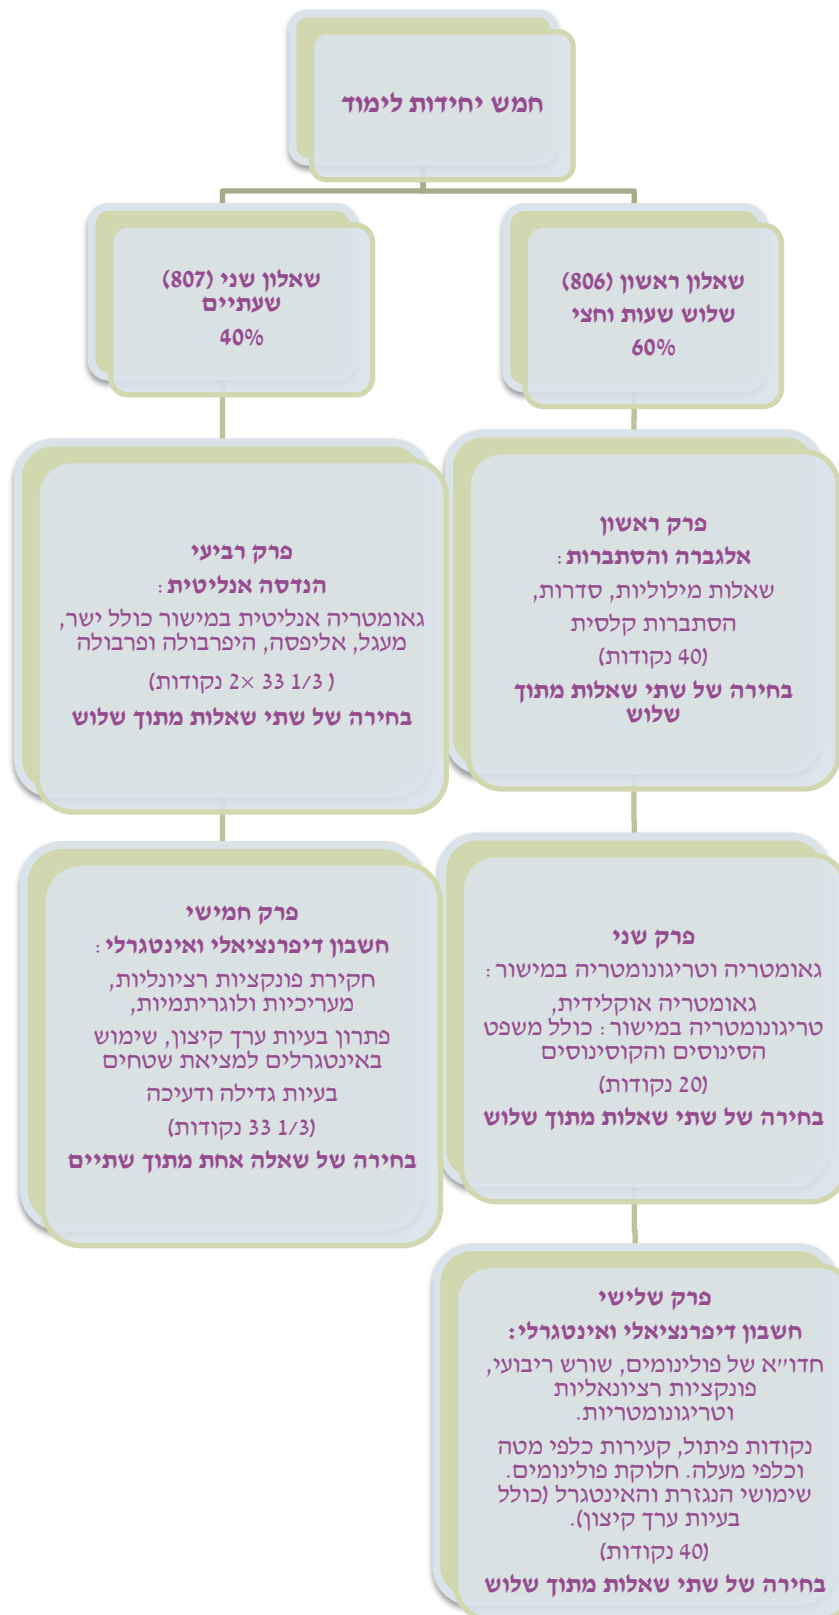 חמש יחידות לימוד
שאלון ראשון (806)
שלוש שעות וחצי
60%
פרק ראשון
אלגברה והסתברות:
שאלות מילוליות, סדרות,
הסתברות קלסית
(40 נקודות)
בחירה של שתי שאלות מתוך
שלוש
פרק שני
גאומטריה וטריגונומטריה במישור:
גאומטריה אוקלידית,
טריגונומטריה במישור: כולל משפט
הסינוסים והקוסינוסים
(20 נקודות)
בחירה של שתי שאלות מתוך שלוש
פרק שלישי
חשבון דיפרנציאלי ואינטגרלי:
חדו״א של פולינומים, שורש ריבועי,
פונקציות רציונאליות
וטריגונומטריות.
נקודות פיתול, קעירות כלפי מטה
וכלפי מעלה. חלוקת פולינומים.
שימושי הנגזרת והאינטגרל (כולל
בעיות ערך קיצון).
(40 נקודות)
בחירה של שתי שאלות מתוך שלוש
שאלון שני (807)
שעתיים
40%
פרק רביעי
הנדסה אנליטית:
גאומטריה אנליטית במישור כולל ישר,
מעגל, אליפסה, היפרבולה ופרבולה
( 33 1/3 ×2 נקודות)
בחירה של שתי שאלות מתוך שלוש
פרק חמישי
חשבון דיפרנציאלי ואינטגרלי:
חקירת פונקציות רציונליות,
מעריכיות ולוגריתמיות,
פתרון בעיות ערך קיצון, שימוש
באינטגרלים למציאת שטחים
בעיות גדילה ודעיכה
(33 1/3 נקודות)
בחירה של שאלה אחת מתוך שתיים